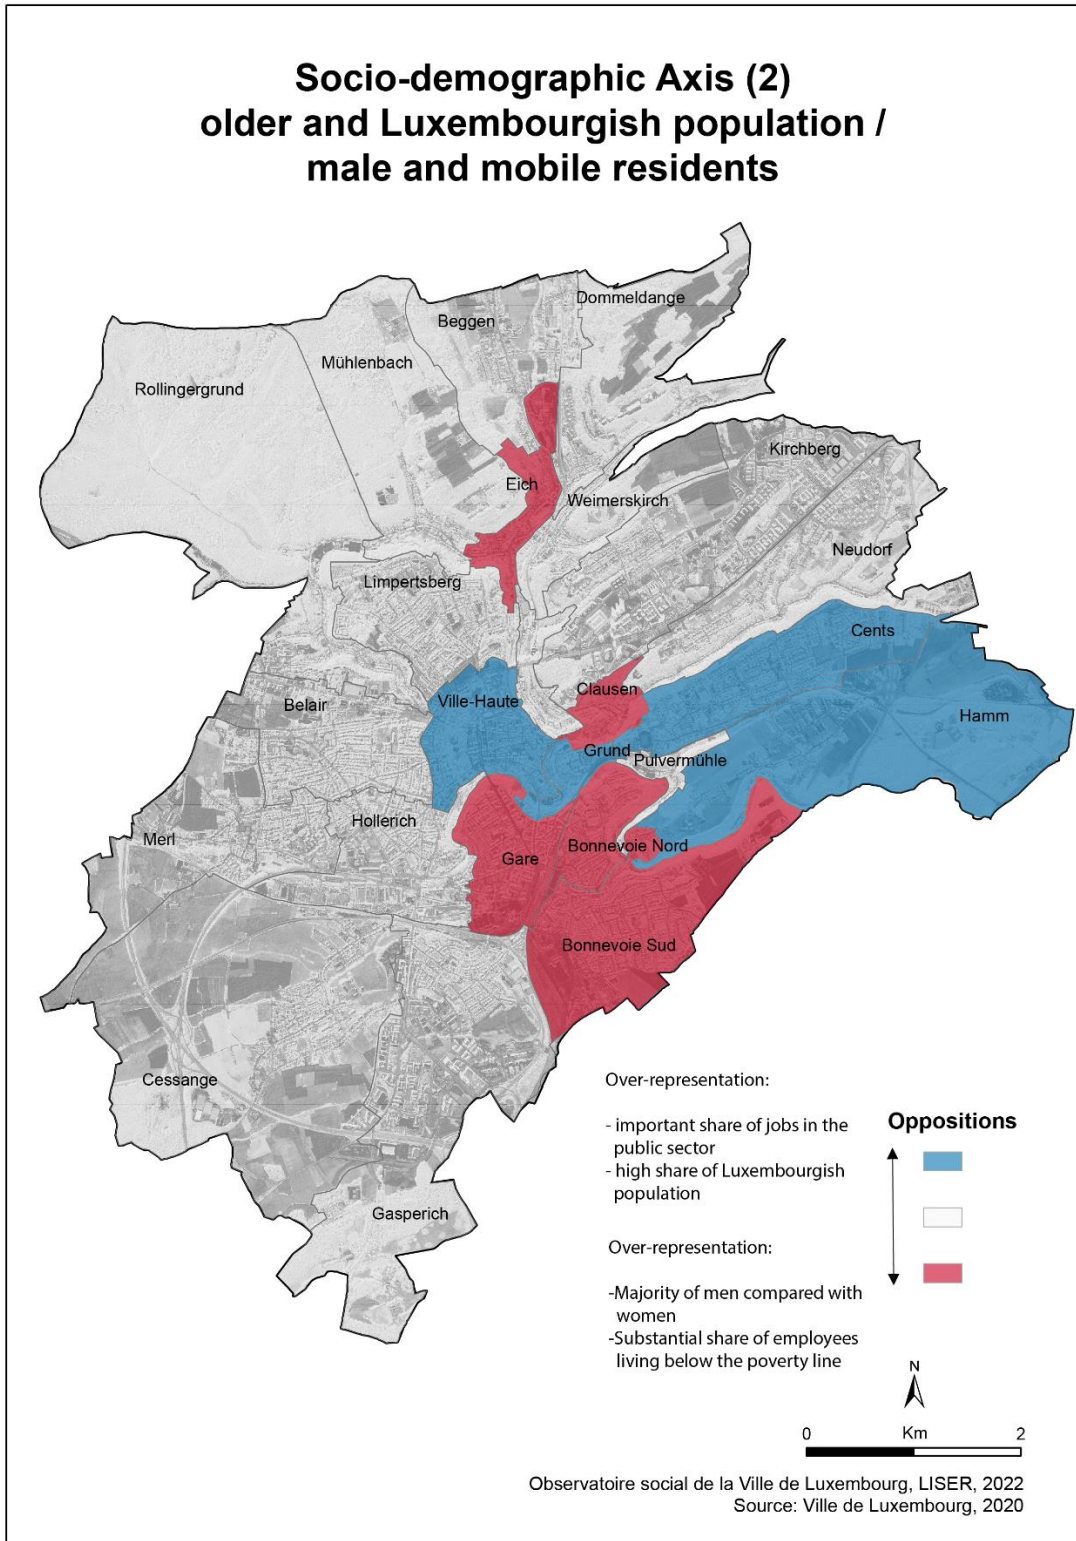 Socio-demographic Axis (2)
older and Luxembourgish population /
male and mobile residents
Dommeldange
Beggen
Mühlenbach
Rollingergrund
Kirchberg
Eich
Weimerskirch
Neudorf
Limpertsberg
Cents
Clausen
Ville-Haute
Belair
Hamm
Grund
Pulvermühle
Hollerich
Merl
Bonnevoie Nord
Gare
Bonnevoie Sud
Cessange
Gasperich
Over-representation:
- important share of jobs in the
public sector
- high share of Luxembourgish
population
Over-representation:
-Majority of men compared with
women
-Substantial share of employees
living below the poverty line
Oppositions
N
0 Km 2
Observatoire social de la Ville de Luxembourg, LISER, 2022
Source: Ville de Luxembourg, 2020